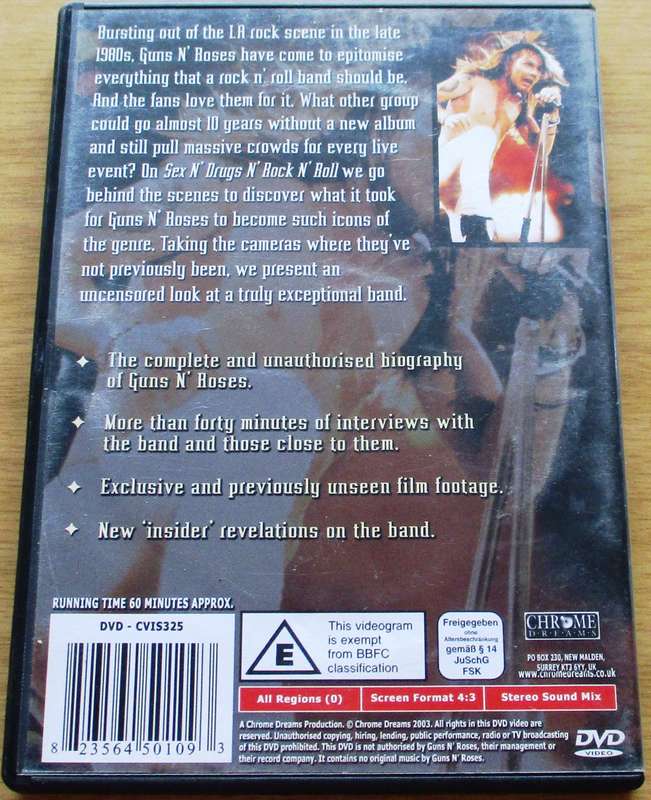 Bursting out of the LA rock scene in the late
1980s, Guns N' Roses have come to epitomise
everything that a rock n' roll band should be.
And the fans love them for it. What other group
could go almost 10 years without a new album
and still pull massive crowds for every live
event? On Sex N' Drugs N' Rock N' Roll we go
behind the scenes to discover what it took
for Guns N' Roses to become such icons of
the genre. Taking the cameras where they've
not previously been, we present an
uncensored look at a truly exceptional band.
The complete and unauthorised biography
of Guns N' Roses.
More than forty minutes of interviews with
the band and those close to them.
Exclusive and previously unseen film footage.
New 'insider' revelations on the band.
RUNNING TIME 60 MINUTES APPROX.
DVD - CVIS325
8 23564 50109 3
E
This videogram
is exempt
from BBFC
classification
Freigegeben
ohne
Altersbeschränkung
gemäß § 14
JuSchG
FSK
CHROME
DREAMS
PO BOX 230, NEW MALDEN,
SURREY KT3 6YY, UK
www.chromedreams.co.uk
All Regions (0)
Screen Format 4:3
Stereo Sound Mix
A Chrome Dreams Production. © Chrome Dreams 2003. All rights in this DVD video are
reserved. Unauthorised copying, hiring, lending, public performance, radio or TV broadcasting
of this DVD prohibited. This DVD is not authorised by Guns N' Roses, their management or
their record company. It contains no original music by Guns N' Roses.
DVD
VIDEO